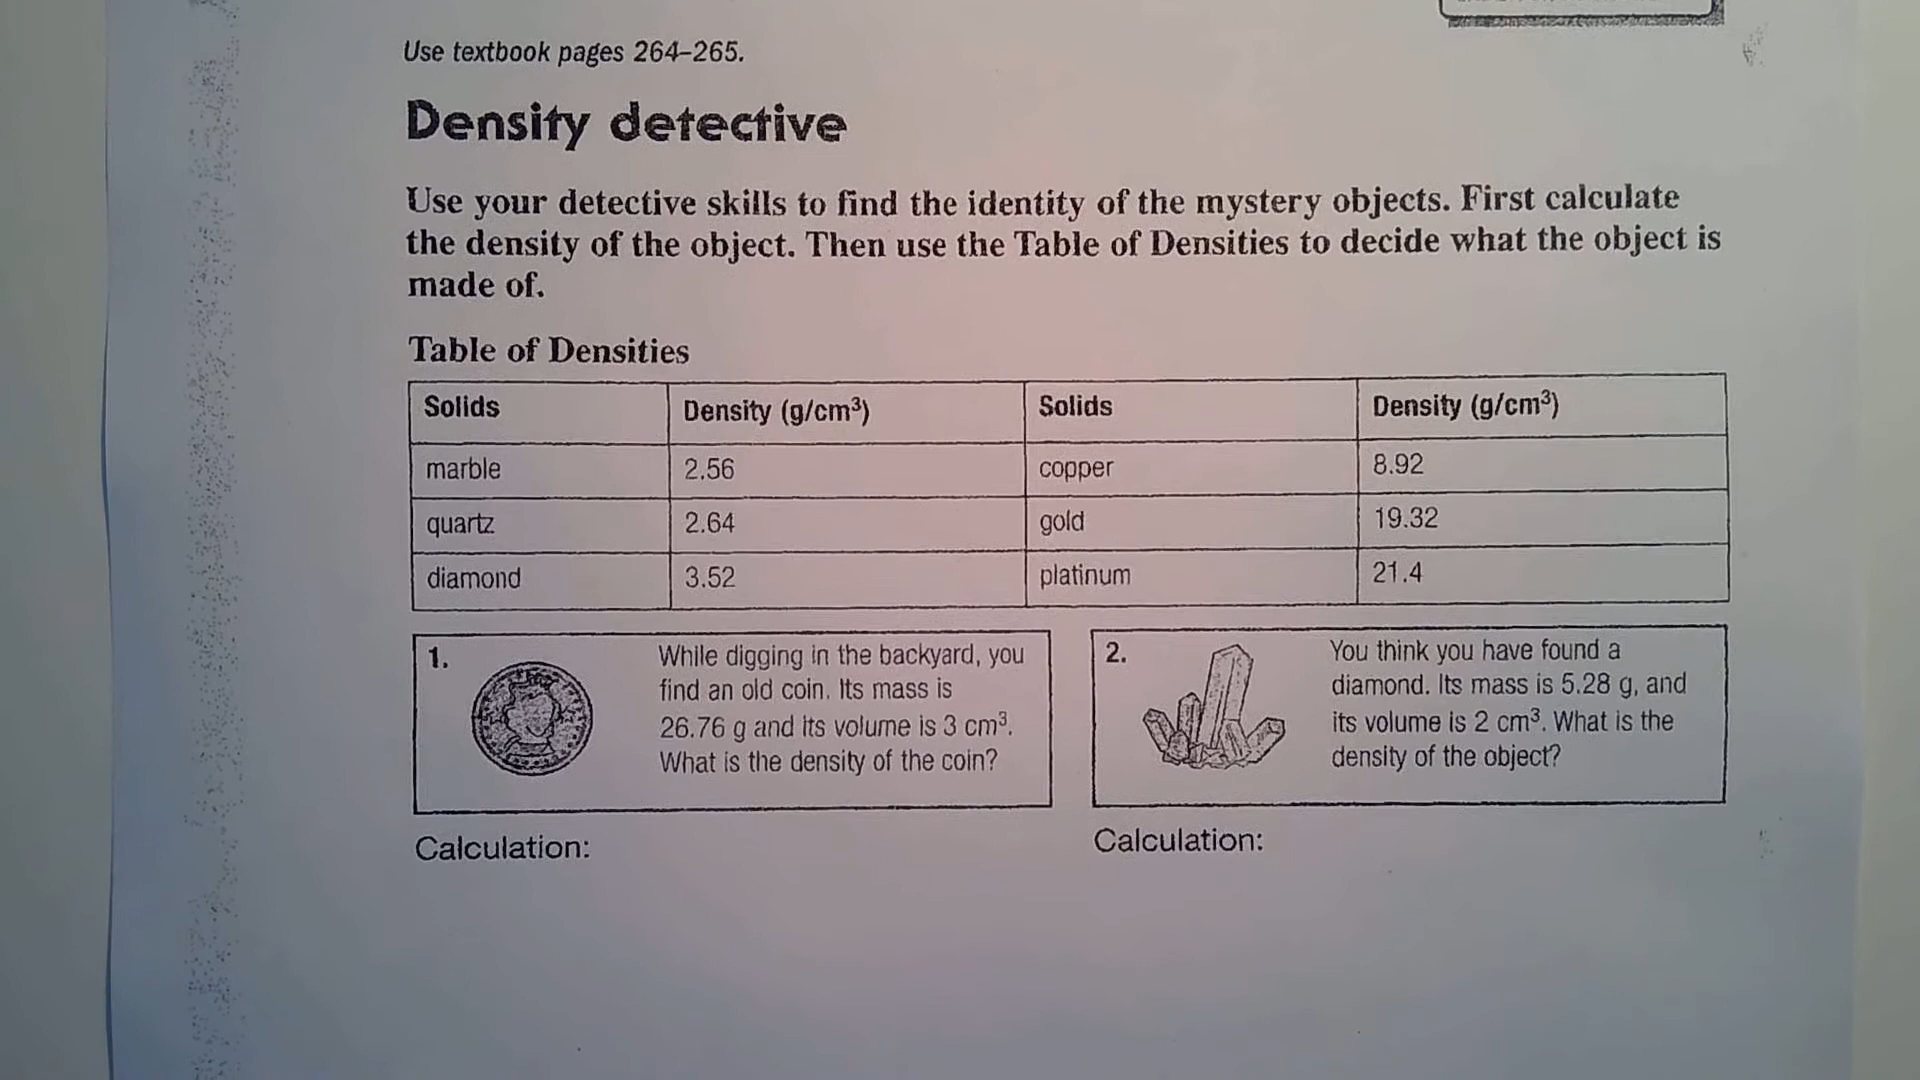 Use textbook pages 264–265.
Density detective
Use your detective skills to find the identity of the mystery objects. First calculate
the density of the object. Then use the Table of Densities to decide what the object is
made of.
Table of Densities
Solids Density (g/cm³) Solids Density (g/cm³)
marble 2.56 copper 8.92
quartz 2.64 gold 19.32
diamond 3.52 platinum 21.4
1.
While digging in the backyard, you
find an old coin. Its mass is
26.76 g and its volume is 3 cm³.
What is the density of the coin?
2.
You think you have found a
diamond. Its mass is 5.28 g, and
its volume is 2 cm³. What is the
density of the object?
Calculation:
Calculation: